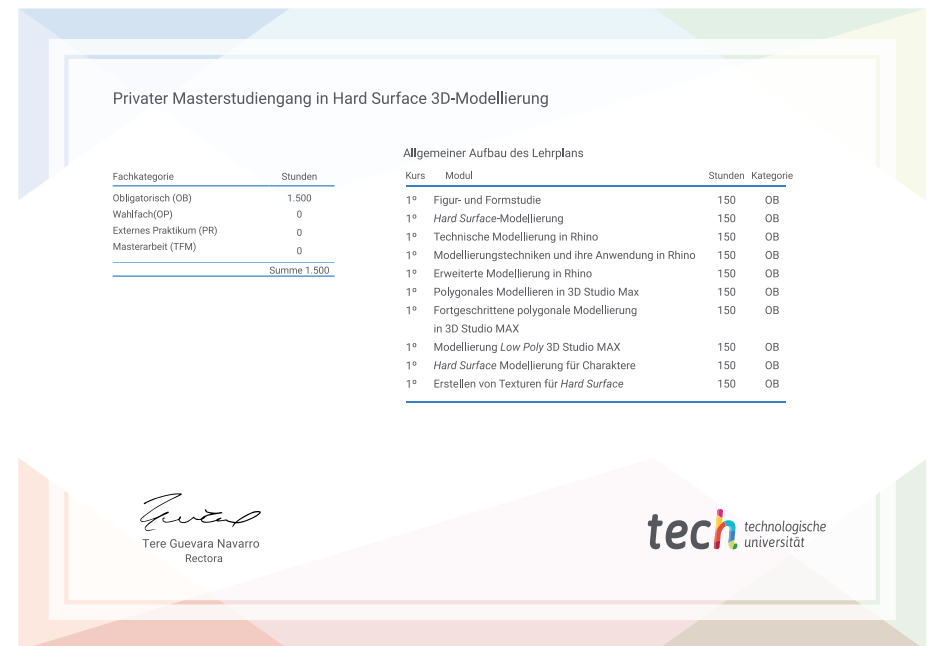 Privater Masterstudiengang in Hard Surface 3D-Modellierung
Fachkategorie Stunden
Obligatorisch (OB) 1.500
Wahlfach(OP) 0
Externes Praktikum (PR) 0
Masterarbeit (TFM) 0
Summe 1.500
Allgemeiner Aufbau des Lehrplans
Kurs Modul Stunden Kategorie
1º Figur- und Formstudie 150 OB
1º Hard Surface-Modellierung 150 OB
1º Technische Modellierung in Rhino 150 OB
1º Modellierungstechniken und ihre Anwendung in Rhino 150 OB
1º Erweiterte Modellierung in Rhino 150 OB
1º Polygonales Modellieren in 3D Studio Max 150 OB
1º Fortgeschrittene polygonale Modellierung 150 OB
in 3D Studio MAX
1º Modellierung Low Poly 3D Studio MAX 150 OB
1º Hard Surface Modellierung für Charaktere 150 OB
1º Erstellen von Texturen für Hard Surface 150 OB
Tere Guevara Navarro
Rectora
tech technologische
universität